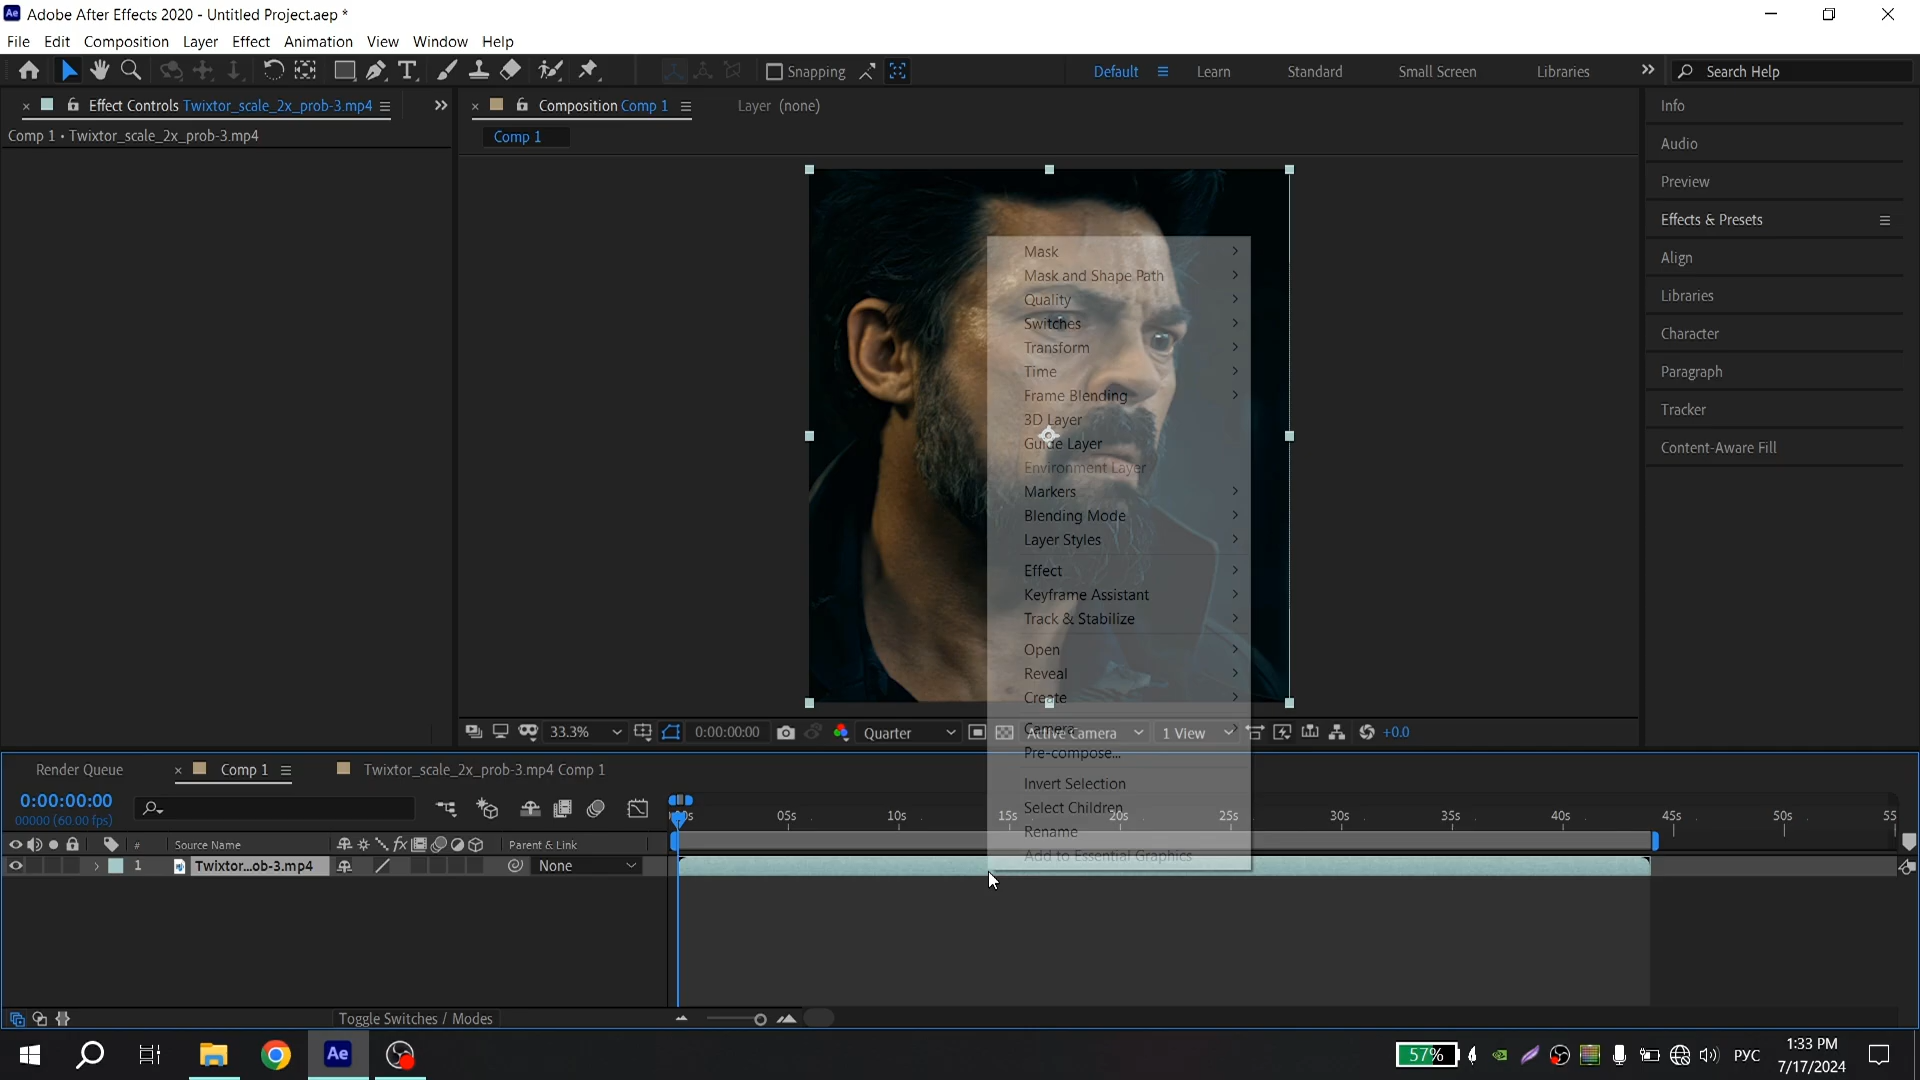 Ae Adobe After Effects 2020 - Untitled Project.aep *
File Edit Composition Layer Effect Animation View Window Help
Snapping Default Learn Standard Small Screen Libraries Search Help
Effect Controls Twixtor_scale_2x_prob-3.mp4
Composition Comp 1 Layer (none)
Comp 1 • Twixtor_scale_2x_prob-3.mp4
Comp 1
Info
Audio
Preview
Effects & Presets
Align
Libraries
Character
Paragraph
Tracker
Content-Aware Fill
Mask
Mask and Shape Path
Quality
Switches
Transform
Time
Frame Blending
3D Layer
Guide Layer
Environment Layer
Markers
Blending Mode
Layer Styles
Effect
Keyframe Assistant
Track & Stabilize
Open
Reveal
Create
Camera
Pre-compose...
Invert Selection
Select Children
Rename
Add to Essential Graphics
33.3% 0:00:00:00 Quarter Active Camera 1 View +0.0
Render Queue Comp 1 Twixtor_scale_2x_prob-3.mp4 Comp 1
0:00:00:00
00000 (60.00 fps)
05s 10s 15s 20s 25s 30s 35s 40s 45s 50s 55
# Source Name fx Parent & Link
1 Twixtor...ob-3.mp4 None
Toggle Switches / Modes
Ae
57% РУС
1:33 PM
7/17/2024